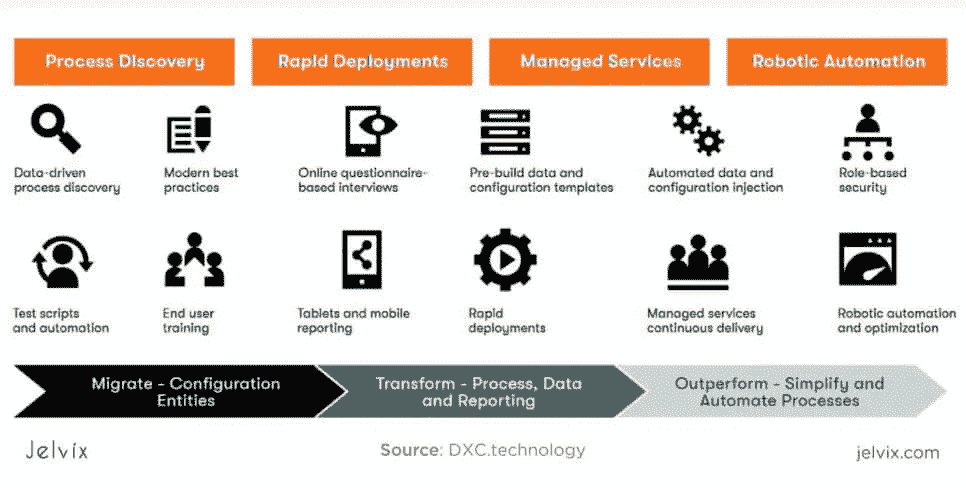 Process Discovery
Rapid Deployments
Managed Services
Robotic Automation
Data-driven
process discovery
Modern best
practices
Online questionnaire-
based interviews
Pre-build data and
configuration templates
Automated data and
configuration injection
Role-based
security
Test scripts
and automation
End user
training
Tablets and mobile
reporting
Rapid
deployments
Managed services
continuous delivery
Robotic automation
and optimization
Migrate - Configuration
Entities
Transform - Process, Data
and Reporting
Outperform - Simplify and
Automate Processes
Jelvix
Source: DXC.technology
jelvix.com